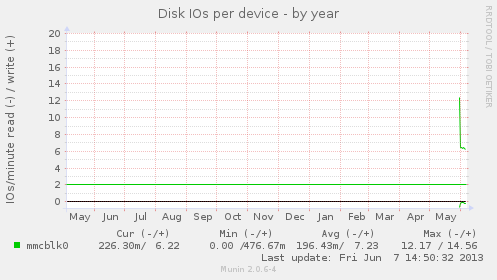 Disk IOs per device - by year
RRDTOOL / TOBI OETIKER
IOs/minute read (-) / write (+)
20
18
16
14
12
10
8
6
4
2
0
May Jun Jul Aug Sep Oct Nov Dec Jan Feb Mar Apr May
Cur (-/+) Min (-/+) Avg (-/+) Max (-/+)
mmcblk0 226.30m/ 6.22 0.00 /476.67m 196.43m/ 7.23 12.17 / 14.56
Last update: Fri Jun 7 14:50:32 2013
Munin 2.0.6-4